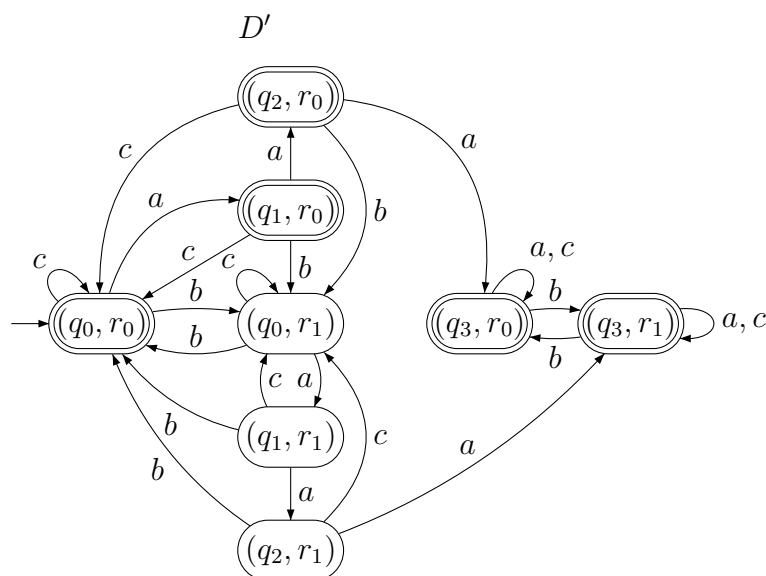 D′
(q₂, r₀)
c
a
a
a
b
(q₁, r₀)
c
c
c
b
a, c
b
b
(q₀, r₀)
(q₀, r₁)
(q₃, r₀)
(q₃, r₁)
a, c
b
b
c
a
b
(q₁, r₁)
c
a
b
a
(q₂, r₁)